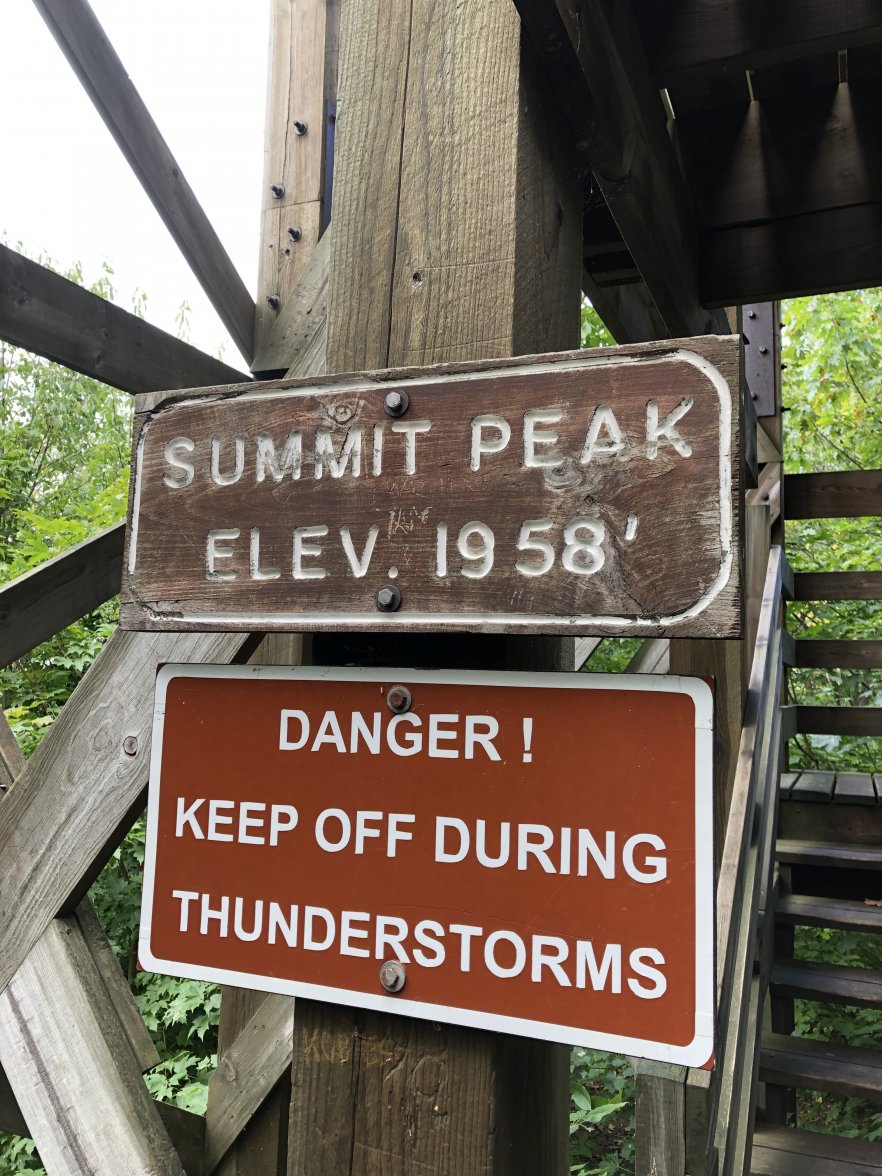 SUMMIT PEAK
ELEV. 1958'
DANGER !
KEEP OFF DURING
THUNDERSTORMS